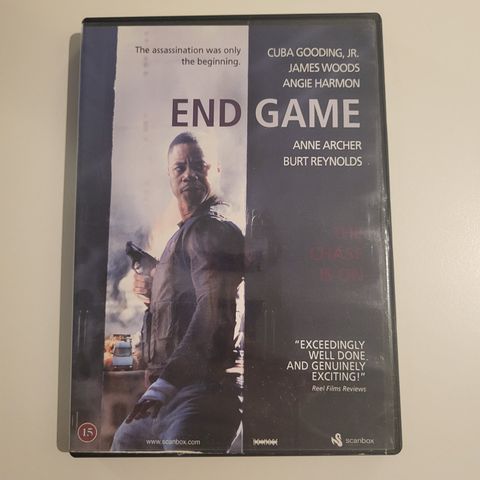 The assassination was only
the beginning.
CUBA GOODING, JR.
JAMES WOODS
ANGIE HARMON
END GAME
ANNE ARCHER
BURT REYNOLDS
THE
CHASE
IS ON
"EXCEEDINGLY
WELL DONE
AND GENUINELY
EXCITING!"
Reel Films Reviews
15
www.scanbox.com
scanbox